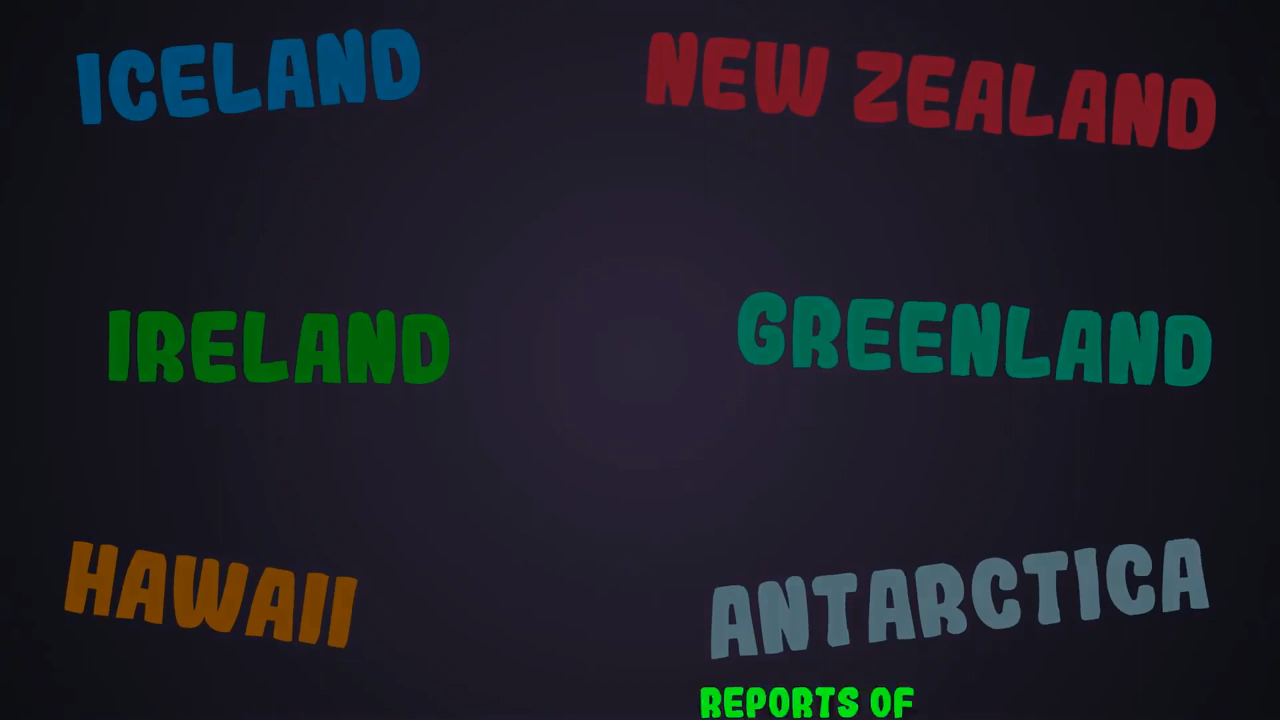 ICELAND
NEW ZEALAND
IRELAND
GREENLAND
HAWAII
ANTARCTICA
REPORTS OF